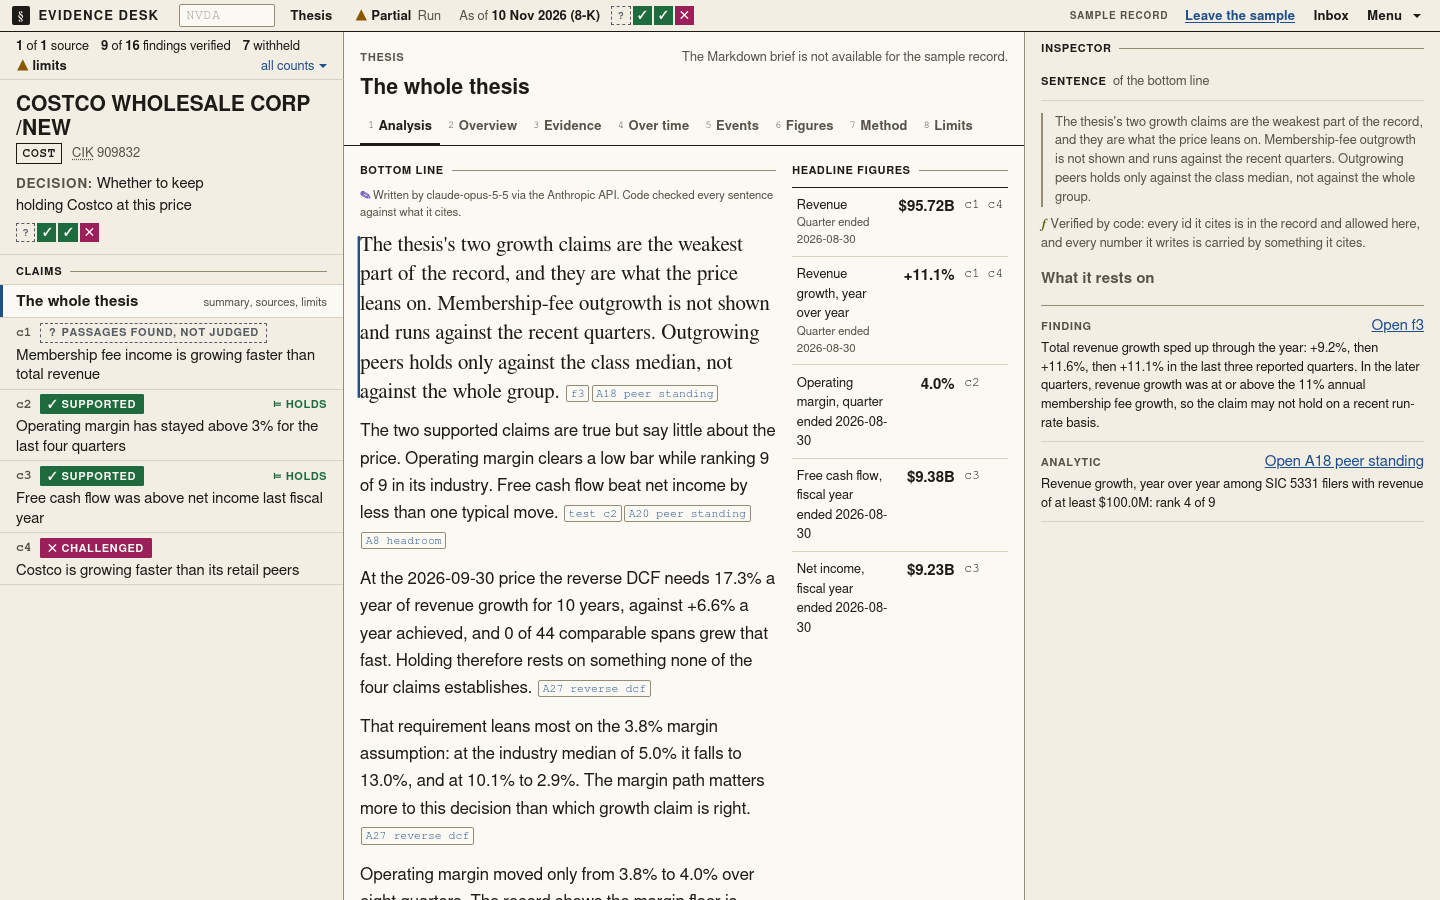 § EVIDENCE DESK NVDA Thesis ▲ Partial Run As of 10 Nov 2026 (8-K) ? ✓ ✓ ✕ SAMPLE RECORD Leave the sample Inbox Menu
1 of 1 source 9 of 16 findings verified 7 withheld
▲ limits all counts
COSTCO WHOLESALE CORP
/NEW
COST CIK 909832
DECISION: Whether to keep
holding Costco at this price
? ✓ ✓ ✕
CLAIMS
The whole thesis summary, sources, limits
c1 ? PASSAGES FOUND, NOT JUDGED
Membership fee income is growing faster than
total revenue
c2 ✓ SUPPORTED ⊨ HOLDS
Operating margin has stayed above 3% for the
last four quarters
c3 ✓ SUPPORTED ⊨ HOLDS
Free cash flow was above net income last fiscal
year
c4 ✕ CHALLENGED
Costco is growing faster than its retail peers
THESIS The Markdown brief is not available for the sample record.
The whole thesis
1 Analysis 2 Overview 3 Evidence 4 Over time 5 Events 6 Figures 7 Method 8 Limits
BOTTOM LINE
✎ Written by claude-opus-5-5 via the Anthropic API. Code checked every sentence
against what it cites.
The thesis's two growth claims are the weakest
part of the record, and they are what the price
leans on. Membership-fee outgrowth is not shown
and runs against the recent quarters. Outgrowing
peers holds only against the class median, not
against the whole group. f3 A18 peer standing
The two supported claims are true but say little about the
price. Operating margin clears a low bar while ranking 9
of 9 in its industry. Free cash flow beat net income by
less than one typical move. test c2 A20 peer standing
A8 headroom
At the 2026-09-30 price the reverse DCF needs 17.3% a
year of revenue growth for 10 years, against +6.6% a
year achieved, and 0 of 44 comparable spans grew that
fast. Holding therefore rests on something none of the
four claims establishes. A27 reverse dcf
That requirement leans most on the 3.8% margin
assumption: at the industry median of 5.0% it falls to
13.0%, and at 10.1% to 2.9%. The margin path matters
more to this decision than which growth claim is right.
A27 reverse dcf
Operating margin moved only from 3.8% to 4.0% over
eight quarters. The record shows the margin floor is
HEADLINE FIGURES
Revenue $95.72B c1 c4
Quarter ended
2026-08-30
Revenue +11.1% c1 c4
growth, year
over year
Quarter ended
2026-08-30
Operating 4.0% c2
margin, quarter
ended 2026-08-
30
Free cash flow, $9.38B c3
fiscal year
ended 2026-08-
30
Net income, $9.23B c3
fiscal year
ended 2026-08-
30
INSPECTOR
SENTENCE of the bottom line
The thesis's two growth claims are the weakest part of the record,
and they are what the price leans on. Membership-fee outgrowth
is not shown and runs against the recent quarters. Outgrowing
peers holds only against the class median, not against the whole
group.
ƒ Verified by code: every id it cites is in the record and allowed here,
and every number it writes is carried by something it cites.
What it rests on
FINDING Open f3
Total revenue growth sped up through the year: +9.2%, then
+11.6%, then +11.1% in the last three reported quarters. In the later
quarters, revenue growth was at or above the 11% annual
membership fee growth, so the claim may not hold on a recent run-
rate basis.
ANALYTIC Open A18 peer standing
Revenue growth, year over year among SIC 5331 filers with revenue
of at least $100.0M: rank 4 of 9